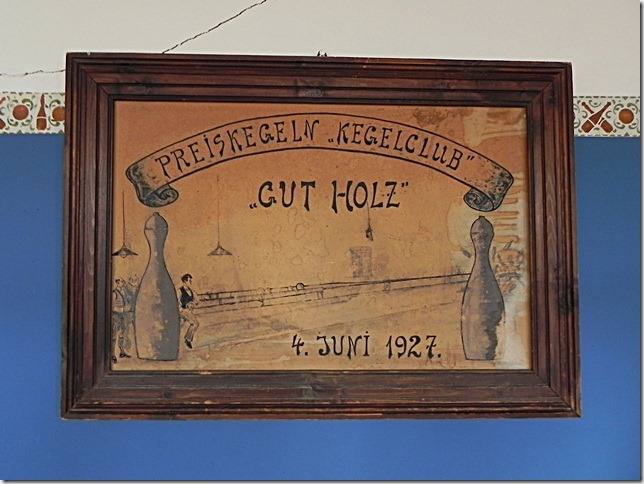 PREISKEGELN „KEGELCLUB"
„GUT HOLZ"
4. JUNI 1927.